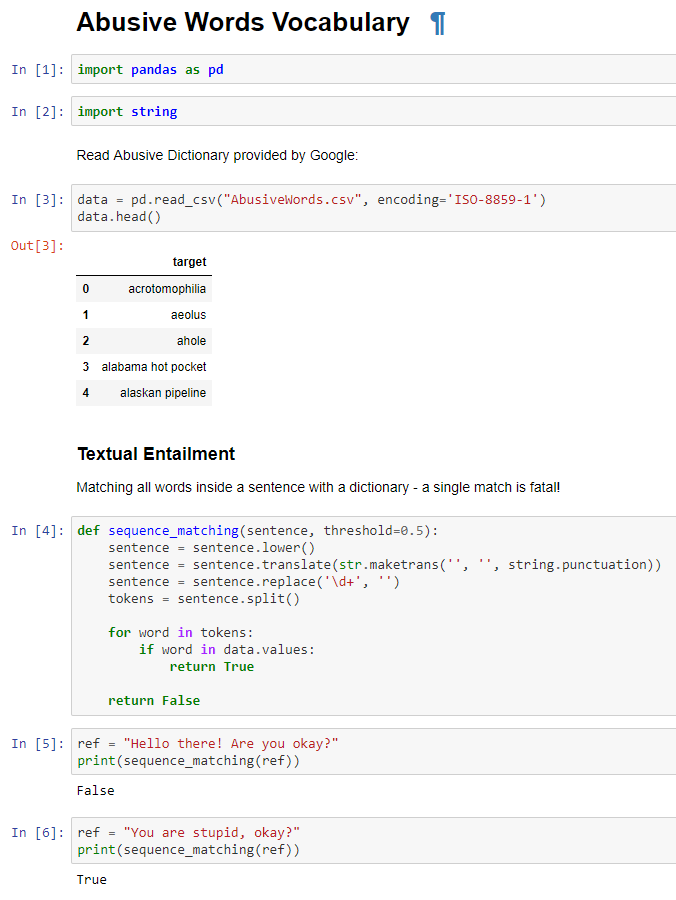 Abusive Words Vocabulary ¶
In [1]: import pandas as pd
In [2]: import string
Read Abusive Dictionary provided by Google:
In [3]: data = pd.read_csv("AbusiveWords.csv", encoding='ISO-8859-1')
data.head()
Out[3]:
target
0 acrotomophilia
1 aeolus
2 ahole
3 alabama hot pocket
4 alaskan pipeline
Textual Entailment
Matching all words inside a sentence with a dictionary - a single match is fatal!
In [4]: def sequence_matching(sentence, threshold=0.5):
    sentence = sentence.lower()
    sentence = sentence.translate(str.maketrans('', '', string.punctuation))
    sentence = sentence.replace('\d+', '')
    tokens = sentence.split()
    for word in tokens:
        if word in data.values:
            return True
    return False
In [5]: ref = "Hello there! Are you okay?"
print(sequence_matching(ref))
False
In [6]: ref = "You are stupid, okay?"
print(sequence_matching(ref))
True